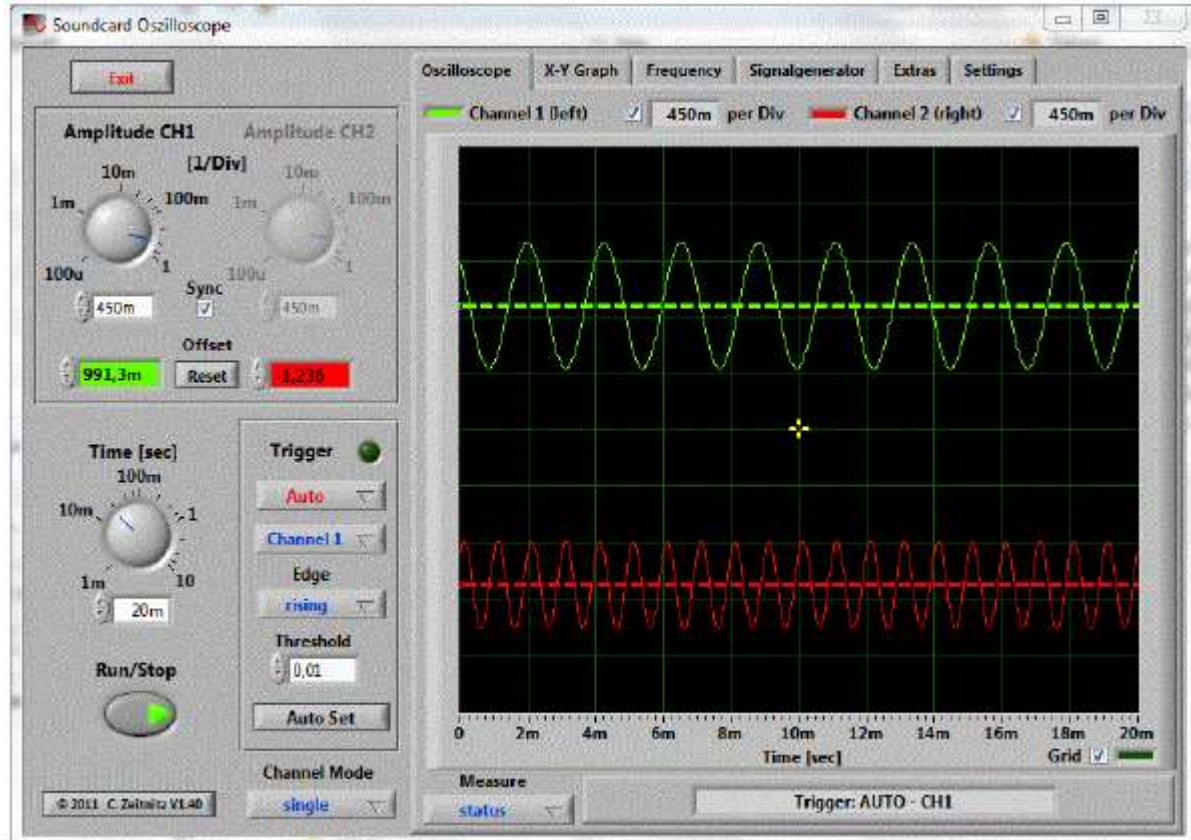 Soundcard Oszilloscope
Exit
Oscilloscope X-Y Graph Frequency Signalgenerator Extras Settings
Channel 1 (left) 450m per Div Channel 2 (right) 450m per Div
Amplitude CH1 Amplitude CH2
[1/Div]
10m 10m
1m 100m 1m 100m
100u 1 100u 1
Sync
450m 450m
Offset
991,3m Reset -1,236
Time [sec]
100m
10m 1
1m 10
20m
Run/Stop
Trigger
Auto
Channel 1
Edge
rising
Threshold
0,01
Auto Set
Channel Mode
single
© 2011 C. Zeitnitz V1.40
0 2m 4m 6m 8m 10m 12m 14m 16m 18m 20m
Time [sec]
Grid
Measure
status
Trigger: AUTO - CH1